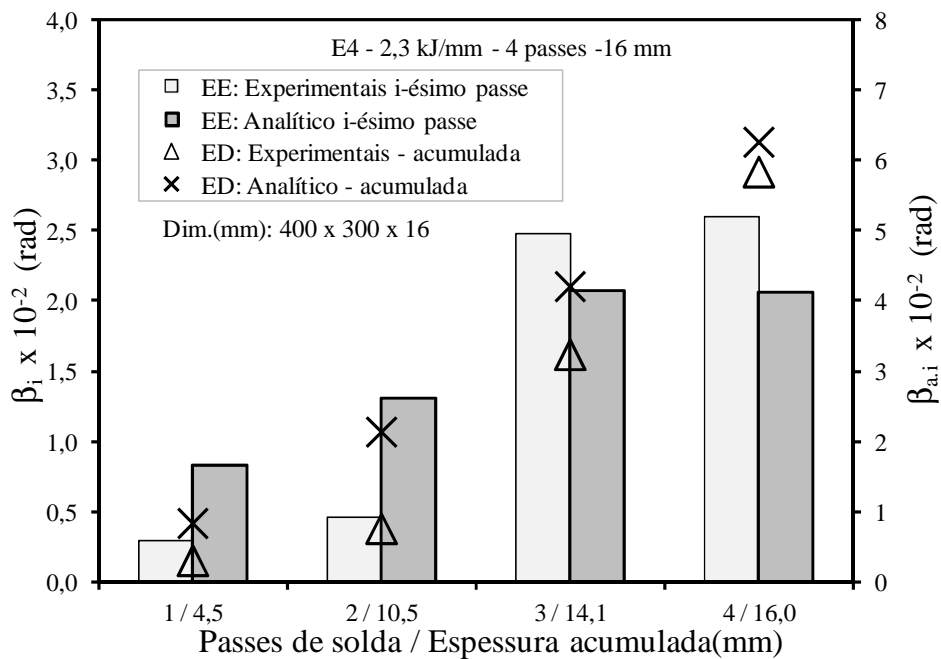 E4 - 2,3 kJ/mm - 4 passes -16 mm
EE: Experimentais i-ésimo passe
EE: Analítico i-ésimo passe
ED: Experimentais - acumulada
ED: Analítico - acumulada
Dim.(mm): 400 x 300 x 16
4,0
3,5
3,0
2,5
2,0
1,5
1,0
0,5
0,0
βi x 10-2 (rad)
8
7
6
5
4
3
2
1
0
βa.i x 10-2 (rad)
1 / 4,5 2 / 10,5 3 / 14,1 4 / 16,0
Passes de solda / Espessura acumulada(mm)